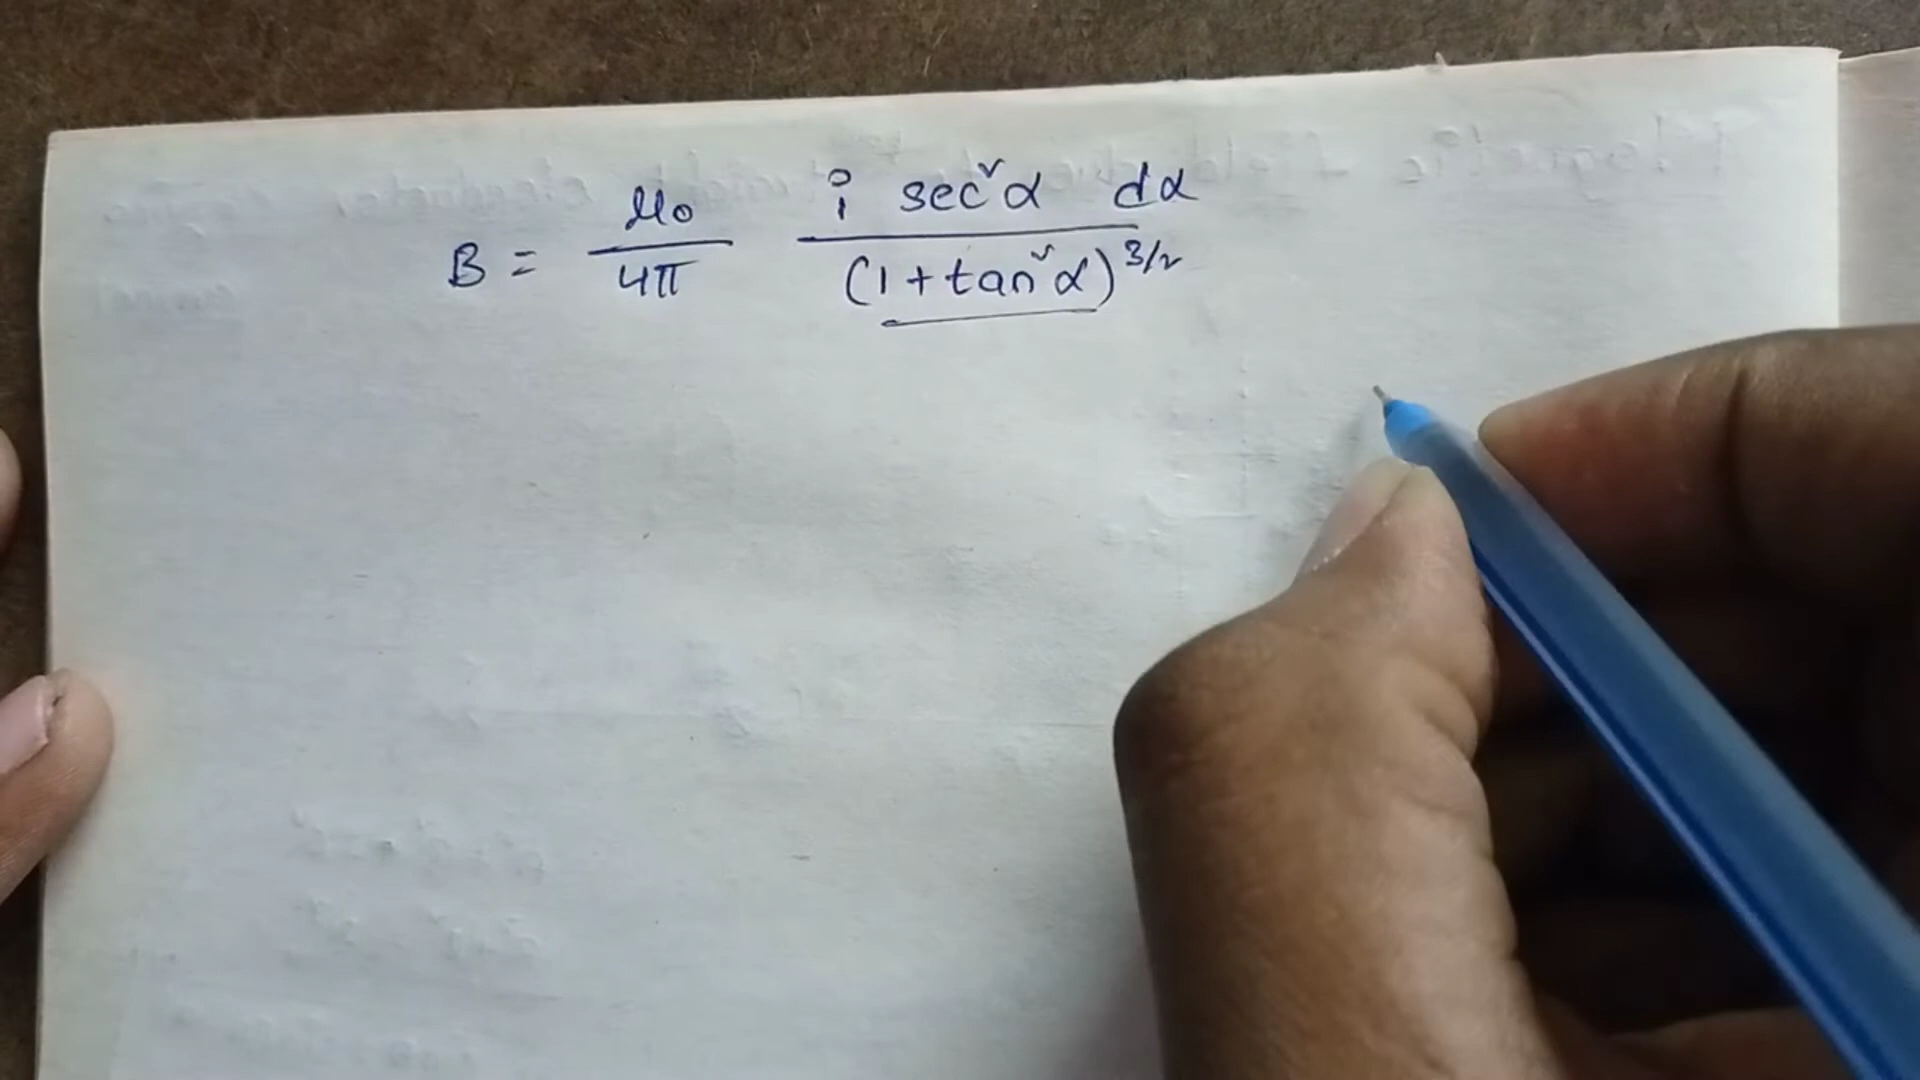 B = μ₀/4π i sec²α dα/(1+tan²α)^3/2